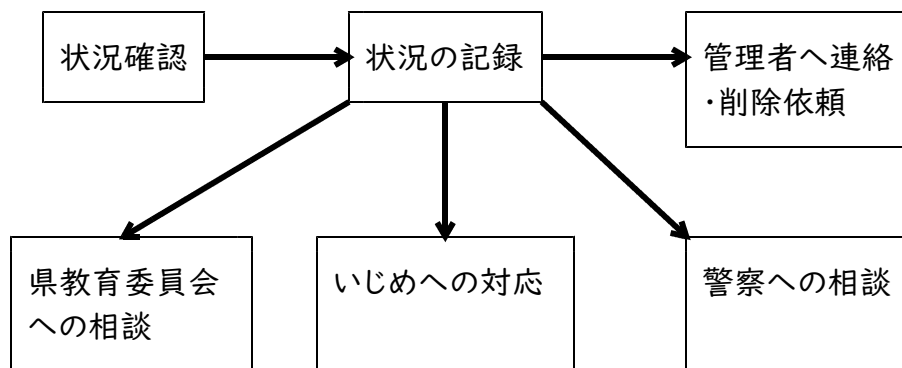 状況確認
状況の記録
管理者へ連絡
・削除依頼
県教育委員会
への相談
いじめへの対応
警察への相談